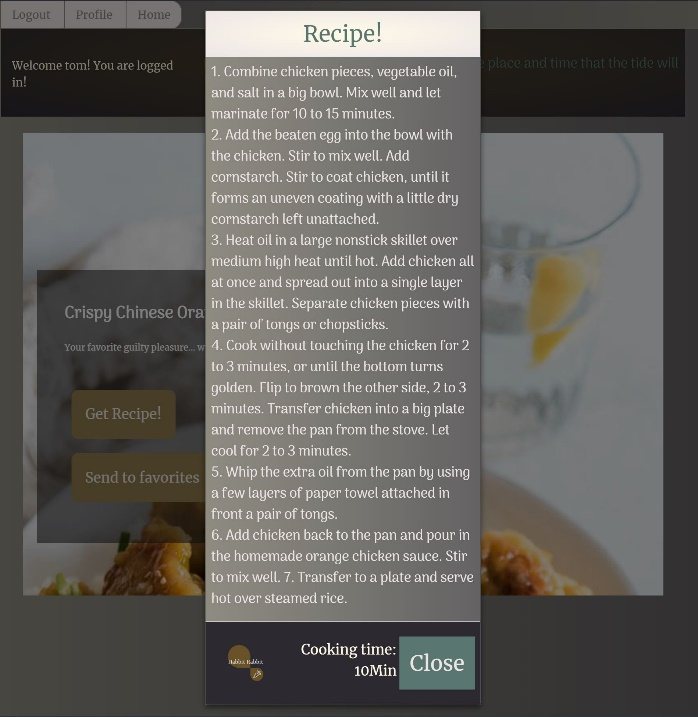 Logout Profile Home
Welcome tom! You are logged
in!
place and time that the tide will
Crispy Chinese Ora
Your favorite guilty pleasure... w
Get Recipe!
Send to favorites
Recipe!
1. Combine chicken pieces, vegetable oil,
and salt in a big bowl. Mix well and let
marinate for 10 to 15 minutes.
2. Add the beaten egg into the bowl with
the chicken. Stir to mix well. Add
cornstarch. Stir to coat chicken, until it
forms an uneven coating with a little dry
cornstarch left unattached.
3. Heat oil in a large nonstick skillet over
medium high heat until hot. Add chicken all
at once and spread out into a single layer
in the skillet. Separate chicken pieces with
a pair of tongs or chopsticks.
4. Cook without touching the chicken for 2
to 3 minutes, or until the bottom turns
golden. Flip to brown the other side, 2 to 3
minutes. Transfer chicken into a big plate
and remove the pan from the stove. Let
cool for 2 to 3 minutes.
5. Whip the extra oil from the pan by using
a few layers of paper towel attached in
front a pair of tongs.
6. Add chicken back to the pan and pour in
the homemade orange chicken sauce. Stir
to mix well. 7. Transfer to a plate and serve
hot over steamed rice.
Cooking time:
10Min
Close